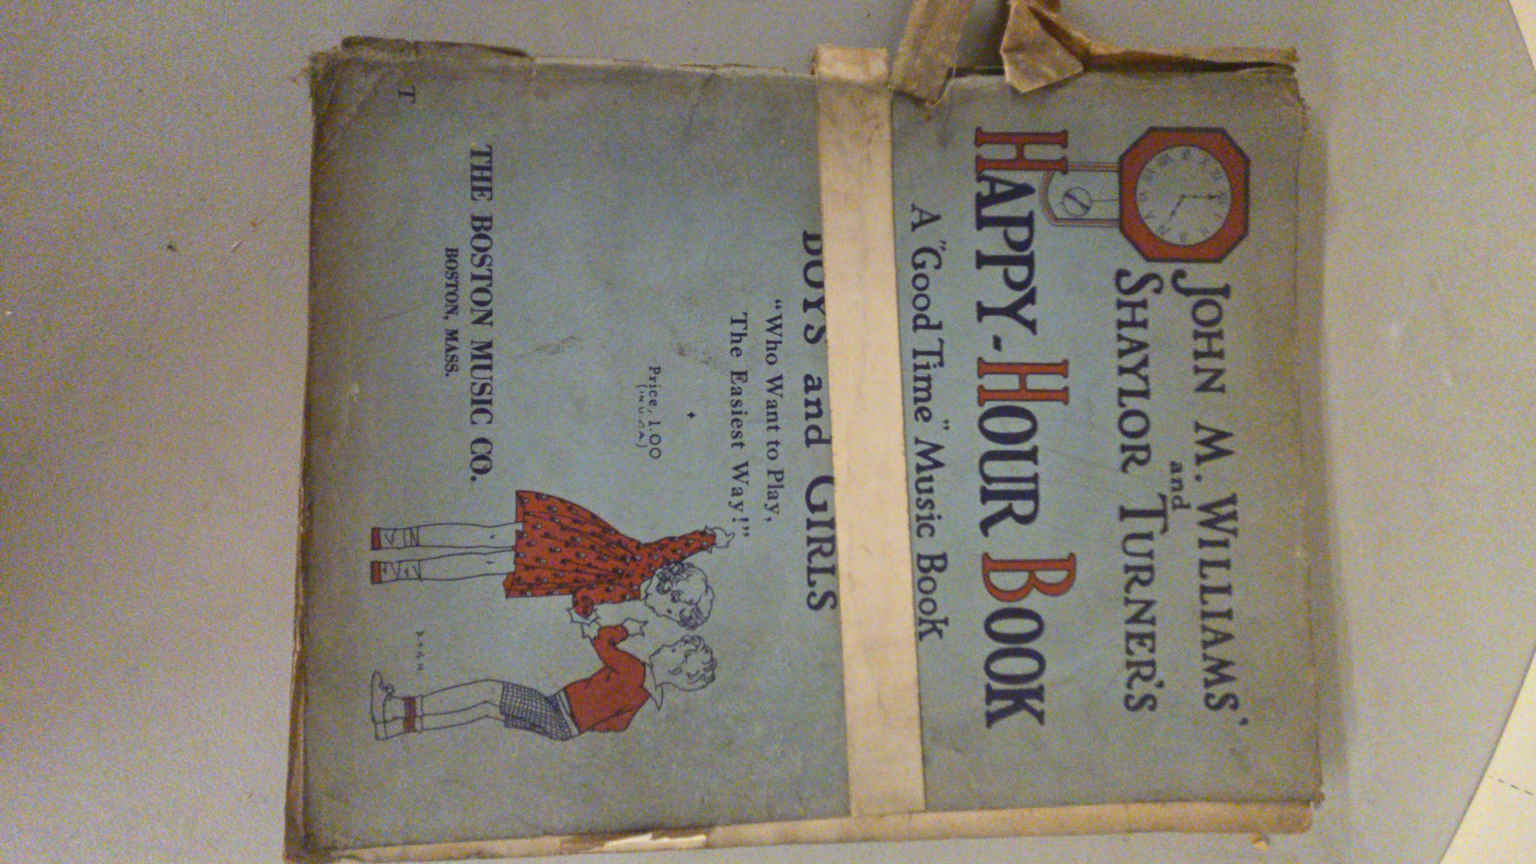 JOHN M. WILLIAMS'
and
SHAYLOR TURNER'S
HAPPY-HOUR BOOK
A "Good Time" Music Book
BOYS and GIRLS
"Who Want to Play,
The Easiest Way!"
Price, 1.00
(IN U.S.A)
THE BOSTON MUSIC CO.
BOSTON, MASS.
T